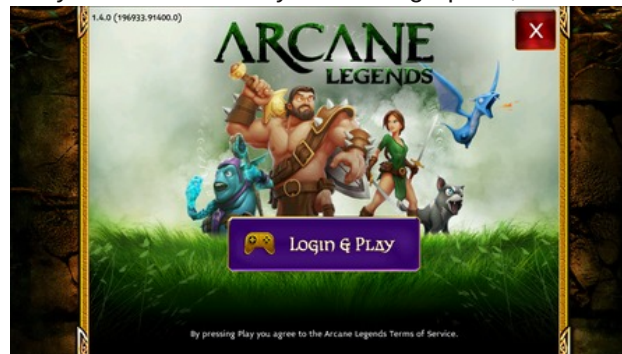 1.4.0 (196933.91400.0)
ARCANE
LEGENDS
X
Login & Play
By pressing Play you agree to the Arcane Legends Terms of Service.